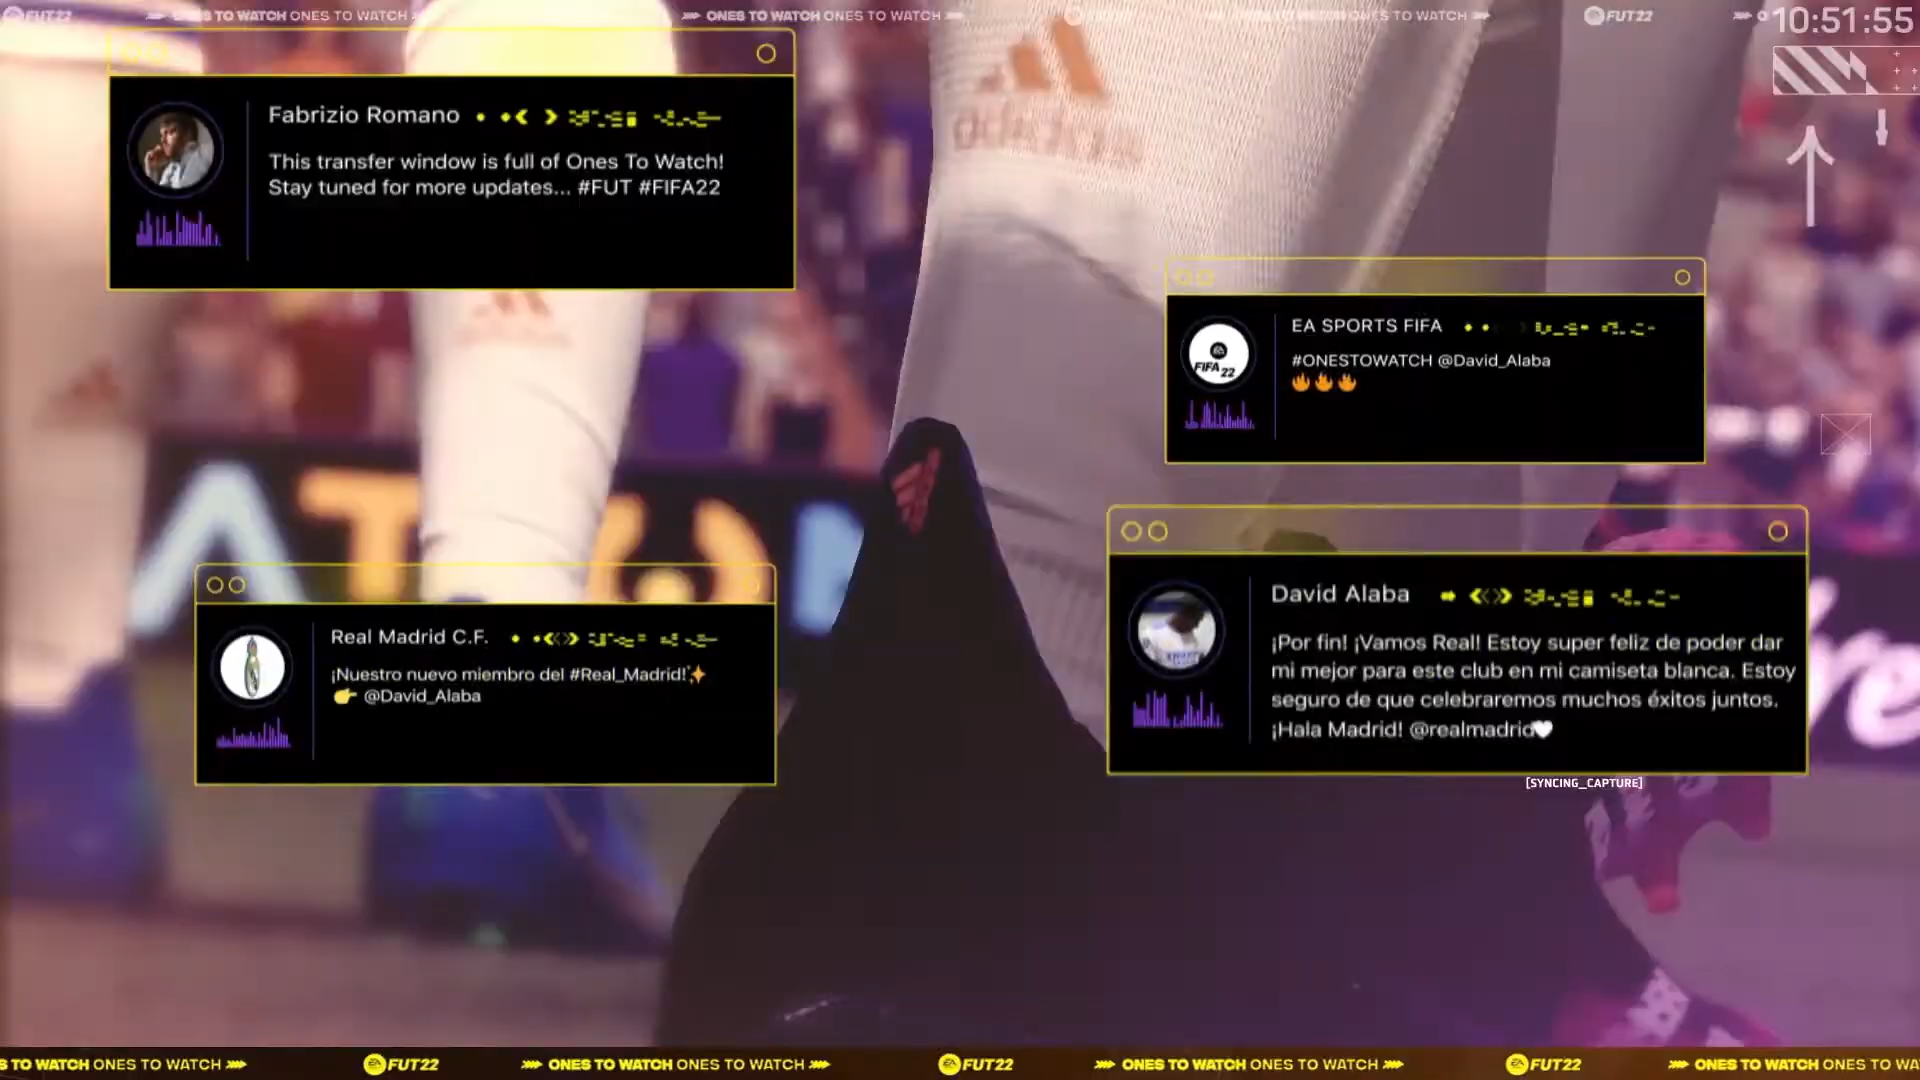 FUT22 ONES TO WATCH ONES TO WATCH ONES TO WATCH ONES TO WATCH ONES TO WATCH FUT22
10:51:55
adidas
Fabrizio Romano
This transfer window is full of Ones To Watch!
Stay tuned for more updates... #FUT #FIFA22
EA SPORTS FIFA
#ONESTOWATCH @David_Alaba
🔥🔥🔥
FIFA 22
Real Madrid C.F.
¡Nuestro nuevo miembro del #Real_Madrid!✨
👉 @David_Alaba
David Alaba
¡Por fin! ¡Vamos Real! Estoy super feliz de poder dar
mi mejor para este club en mi camiseta blanca. Estoy
seguro de que celebraremos muchos éxitos juntos.
¡Hala Madrid! @realmadrid🤍
[SYNCING_CAPTURE]
S TO WATCH ONES TO WATCH FUT22 ONES TO WATCH ONES TO WATCH FUT22 ONES TO WATCH ONES TO WATCH FUT22 ONES TO WATCH ONES TO WA